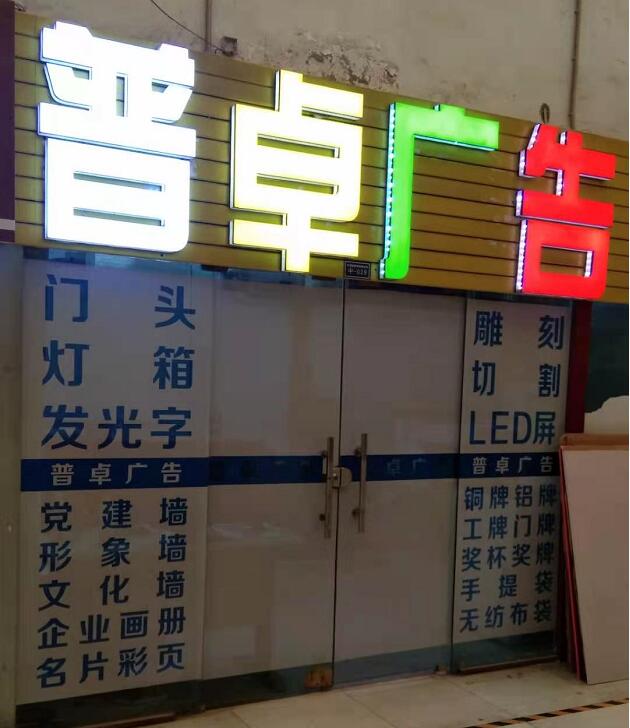 普卓广告
中-029
门头
灯箱
发光字
普卓广告
党建墙
形象墙
文化墙
企业画册
名片彩页
雕刻
切割
LED屏
普卓广告
铜牌铝牌
工牌门牌
奖杯奖牌
手提袋
无纺布袋